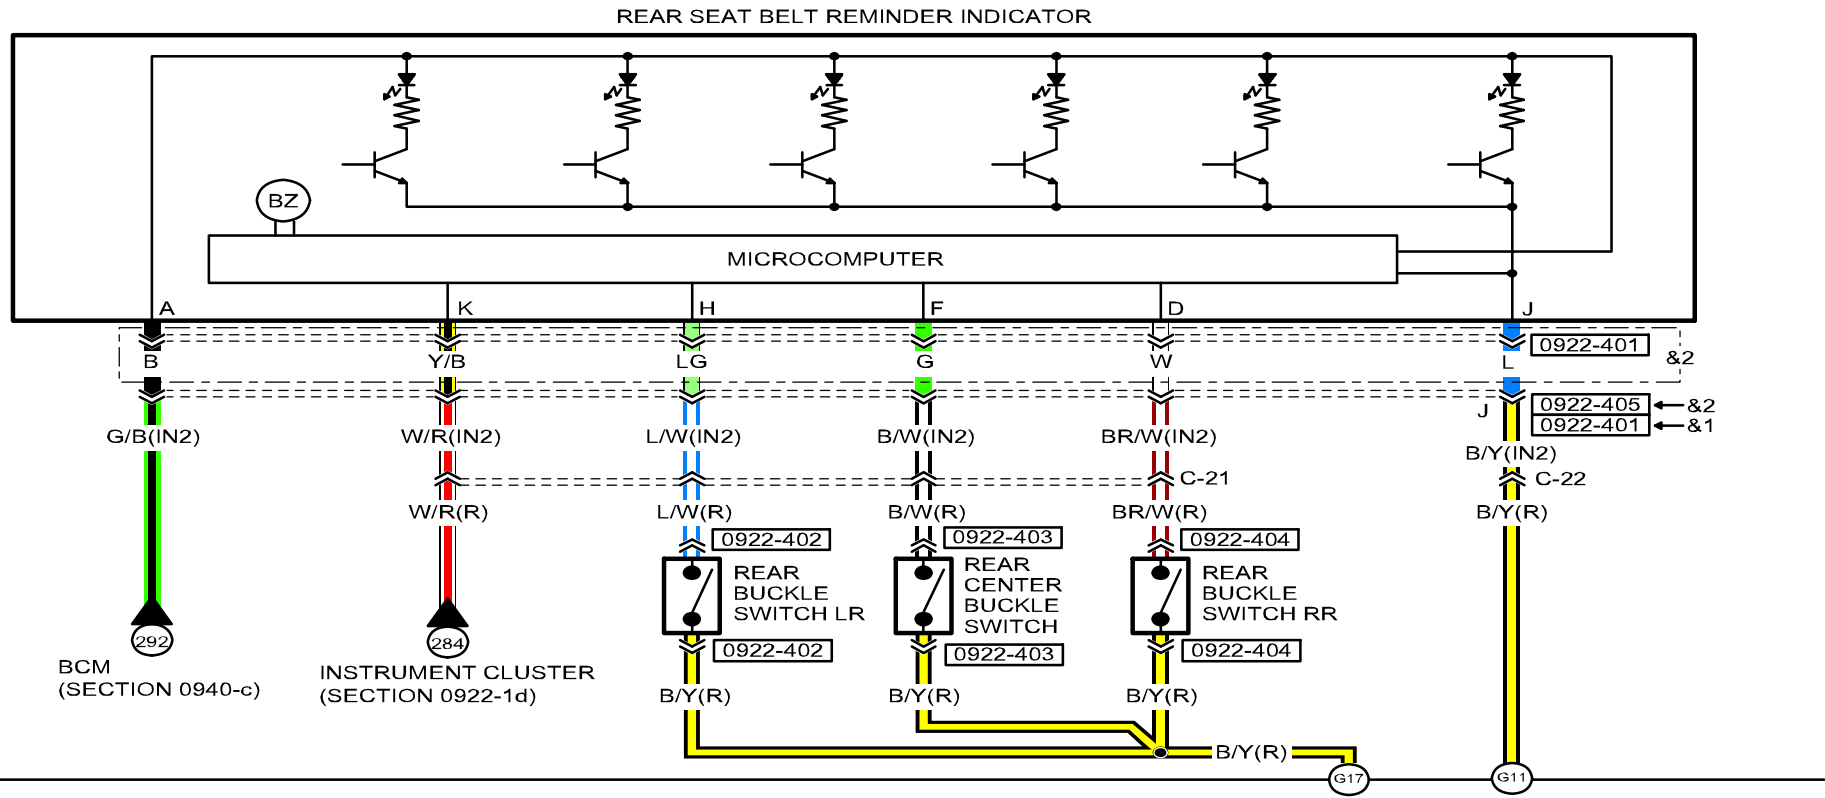 REAR SEAT BELT REMINDER INDICATOR
BZ
MICROCOMPUTER
A K H F D J
B Y/B LG G W L 0922-401 &2
J 0922-405 &2
0922-401 &1
G/B(IN2) W/R(IN2) L/W(IN2) B/W(IN2) BR/W(IN2) B/Y(IN2)
C-21 C-22
W/R(R) L/W(R) B/W(R) BR/W(R) B/Y(R)
0922-402 0922-403 0922-404
REAR
BUCKLE
SWITCH LR
REAR
CENTER
BUCKLE
SWITCH
REAR
BUCKLE
SWITCH RR
292
BCM
(SECTION 0940-c)
284
INSTRUMENT CLUSTER
(SECTION 0922-1d)
0922-402 0922-403 0922-404
B/Y(R) B/Y(R) B/Y(R)
B/Y(R)
G17 G11